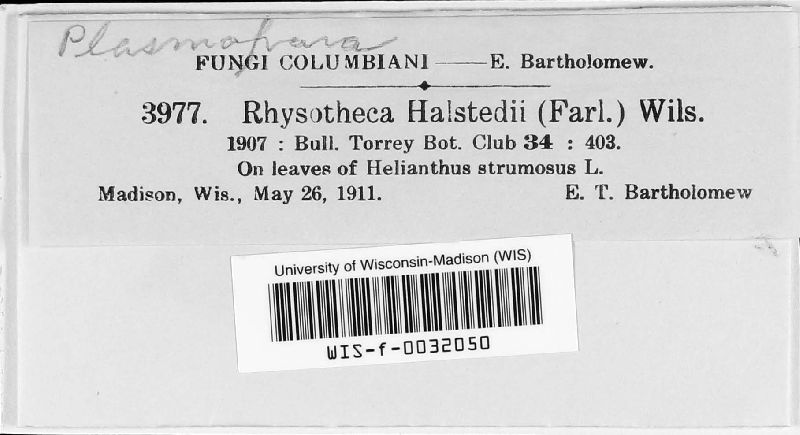 Plasmopara
FUNGI COLUMBIANI — E. Bartholomew.
3977. Rhysotheca Halstedii (Farl.) Wils.
1907 : Bull. Torrey Bot. Club 34 : 403.
On leaves of Helianthus strumosus L.
Madison, Wis., May 26, 1911. E. T. Bartholomew
University of Wisconsin-Madison (WIS)
WIS-f-0032050